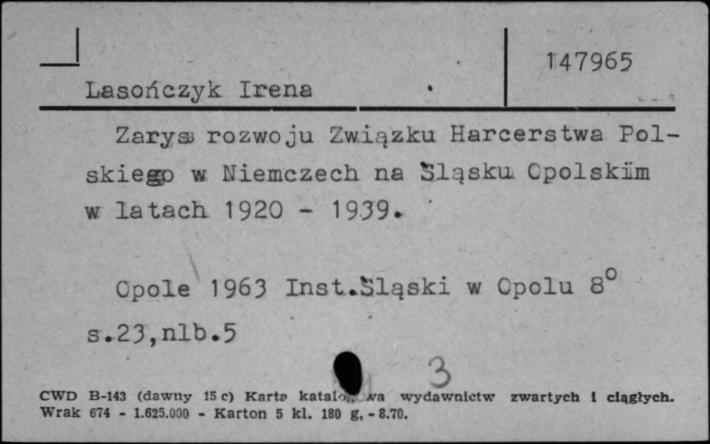 147965
Lasończyk Irena
Zarys rozwoju Związku Harcerstwa Pol-
skiego w Niemczech na Śląsku Opolskim
w latach 1920 - 1939.
Opole 1963 Inst.Śląski w Opolu 8°
s.23,nlb.5
3
CWD B-143 (dawny 15 c) Karta katalogowa wydawnictw zwartych i ciągłych.
Wrak 674 - 1.625.000 - Karton 5 kl. 180 g, - 8.70.